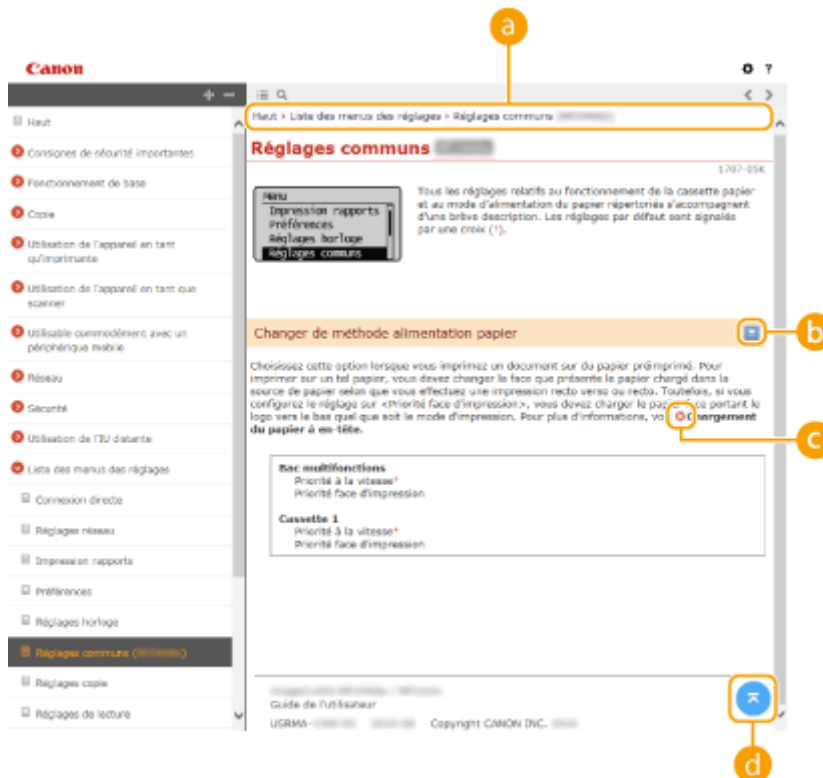 a
Canon
?
+ −
< >
Haut
Consignes de sécurité importantes
Fonctionnement de base
Copie
Utilisation de l'appareil en tant
qu'imprimante
Utilisation de l'appareil en tant que
scanner
Utilisable commodément avec un
périphérique mobile
Réseau
Sécurité
Utilisation de l'IU distante
Liste des menus des réglages
Connexion directe
Réglages réseau
Impression rapports
Préférences
Réglages horloge
Réglages communs (
Réglages copie
Réglages de lecture
Haut › Liste des menus des réglages › Réglages communs
Réglages communs
1707-05K
Menu
Impression rapports
Préférences
Réglages horloge
Réglages communs
Tous les réglages relatifs au fonctionnement de la cassette papier
et au mode d'alimentation du papier répertoriés s'accompagnent
d'une brève description. Les réglages par défaut sont signalés
par une croix (*).
Changer de méthode alimentation papier
b
Choisissez cette option lorsque vous imprimez un document sur du papier préimprimé. Pour
imprimer sur un tel papier, vous devez changer la face que présente le papier chargé dans la
source de papier selon que vous effectuez une impression recto verso ou recto. Toutefois, si vous
configurez le réglage sur <Priorité face d'impression>, vous devez charger le papier face portant le
logo vers le bas quel que soit le mode d'impression. Pour plus d'informations, vo Chargement
du papier à en-tête.
c
Bac multifonctions
Priorité à la vitesse*
Priorité face d'impression
Cassette 1
Priorité à la vitesse*
Priorité face d'impression
Guide de l'utilisateur
USRMA- Copyright CANON INC.
d